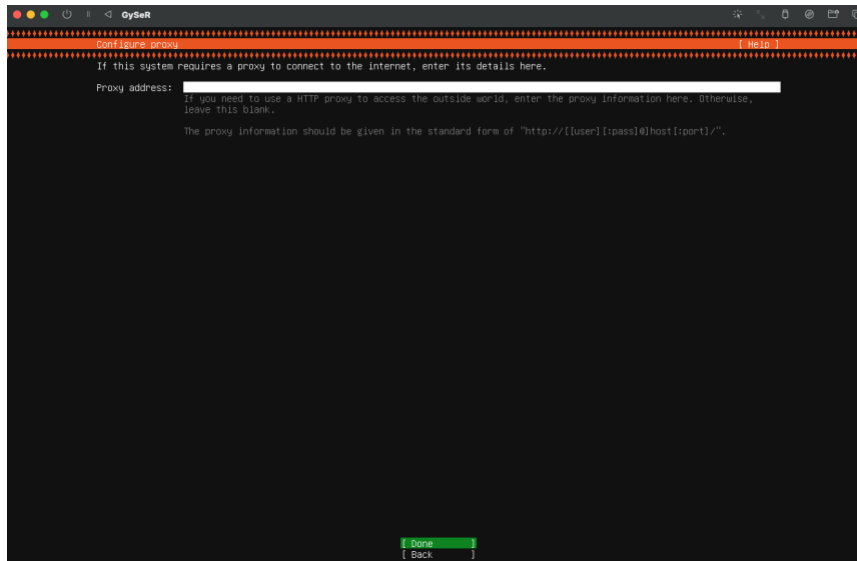 GySeR
Configure proxy [ Help ]
If this system requires a proxy to connect to the internet, enter its details here.
Proxy address:
If you need to use a HTTP proxy to access the outside world, enter the proxy information here. Otherwise,
leave this blank.
The proxy information should be given in the standard form of "http://[[user][:pass]@]host[:port]/".
[ Done ]
[ Back ]